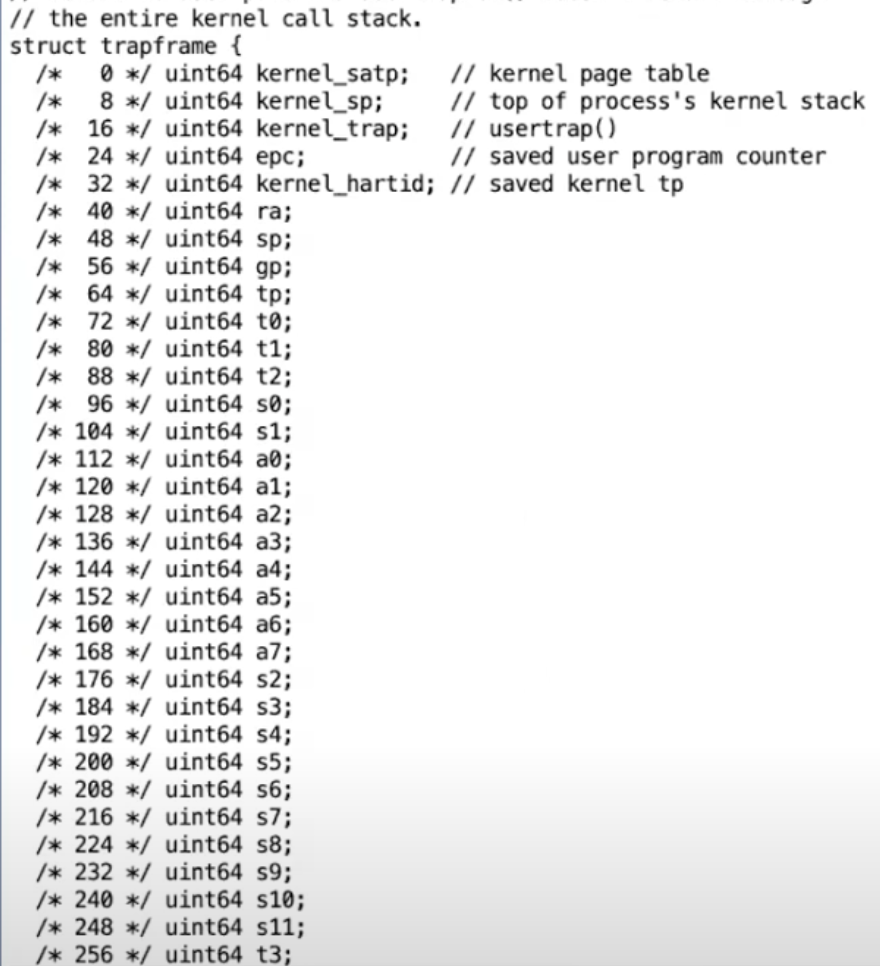 // the entire kernel call stack.
struct trapframe {
  /*   0 */ uint64 kernel_satp;   // kernel page table
  /*   8 */ uint64 kernel_sp;     // top of process's kernel stack
  /*  16 */ uint64 kernel_trap;   // usertrap()
  /*  24 */ uint64 epc;           // saved user program counter
  /*  32 */ uint64 kernel_hartid; // saved kernel tp
  /*  40 */ uint64 ra;
  /*  48 */ uint64 sp;
  /*  56 */ uint64 gp;
  /*  64 */ uint64 tp;
  /*  72 */ uint64 t0;
  /*  80 */ uint64 t1;
  /*  88 */ uint64 t2;
  /*  96 */ uint64 s0;
  /* 104 */ uint64 s1;
  /* 112 */ uint64 a0;
  /* 120 */ uint64 a1;
  /* 128 */ uint64 a2;
  /* 136 */ uint64 a3;
  /* 144 */ uint64 a4;
  /* 152 */ uint64 a5;
  /* 160 */ uint64 a6;
  /* 168 */ uint64 a7;
  /* 176 */ uint64 s2;
  /* 184 */ uint64 s3;
  /* 192 */ uint64 s4;
  /* 200 */ uint64 s5;
  /* 208 */ uint64 s6;
  /* 216 */ uint64 s7;
  /* 224 */ uint64 s8;
  /* 232 */ uint64 s9;
  /* 240 */ uint64 s10;
  /* 248 */ uint64 s11;
  /* 256 */ uint64 t3;